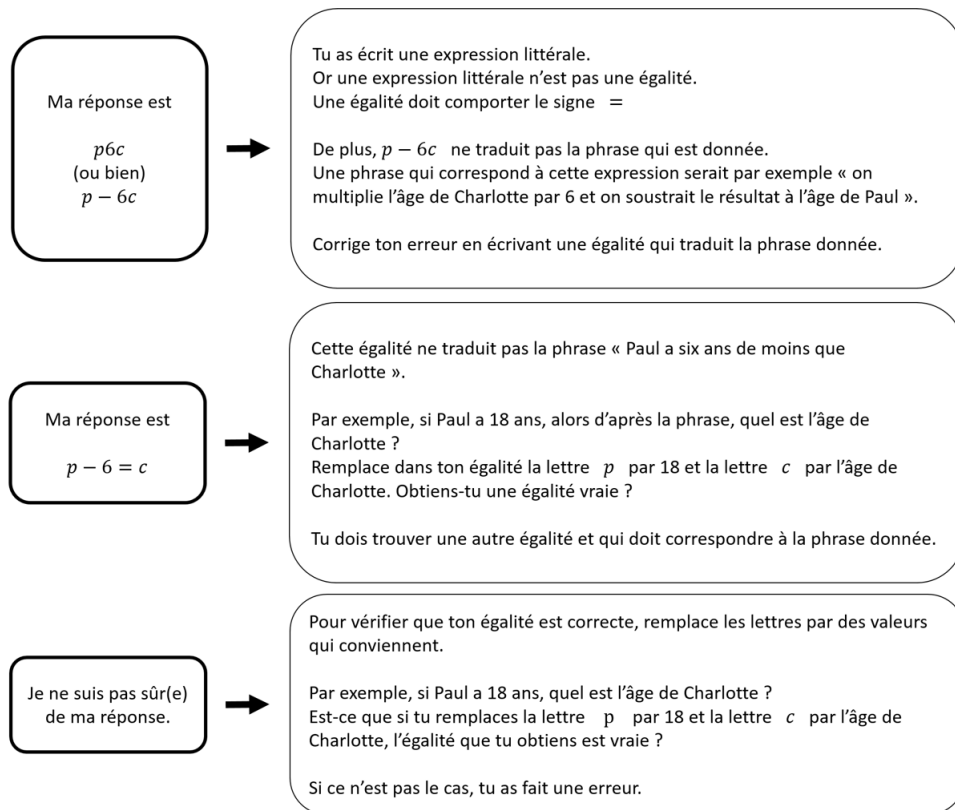 Ma réponse est
p6c
(ou bien)
p − 6c
Tu as écrit une expression littérale.
Or une expression littérale n’est pas une égalité.
Une égalité doit comporter le signe =
De plus, p − 6c ne traduit pas la phrase qui est donnée.
Une phrase qui correspond à cette expression serait par exemple « on
multiplie l’âge de Charlotte par 6 et on soustrait le résultat à l’âge de Paul ».
Corrige ton erreur en écrivant une égalité qui traduit la phrase donnée.
Ma réponse est
p − 6 = c
Cette égalité ne traduit pas la phrase « Paul a six ans de moins que
Charlotte ».
Par exemple, si Paul a 18 ans, alors d’après la phrase, quel est l’âge de
Charlotte ?
Remplace dans ton égalité la lettre p par 18 et la lettre c par l’âge de
Charlotte. Obtiens-tu une égalité vraie ?
Tu dois trouver une autre égalité et qui doit correspondre à la phrase donnée.
Je ne suis pas sûr(e)
de ma réponse.
Pour vérifier que ton égalité est correcte, remplace les lettres par des valeurs
qui conviennent.
Par exemple, si Paul a 18 ans, quel est l’âge de Charlotte ?
Est-ce que si tu remplaces la lettre p par 18 et la lettre c par l’âge de
Charlotte, l’égalité que tu obtiens est vraie ?
Si ce n’est pas le cas, tu as fait une erreur.